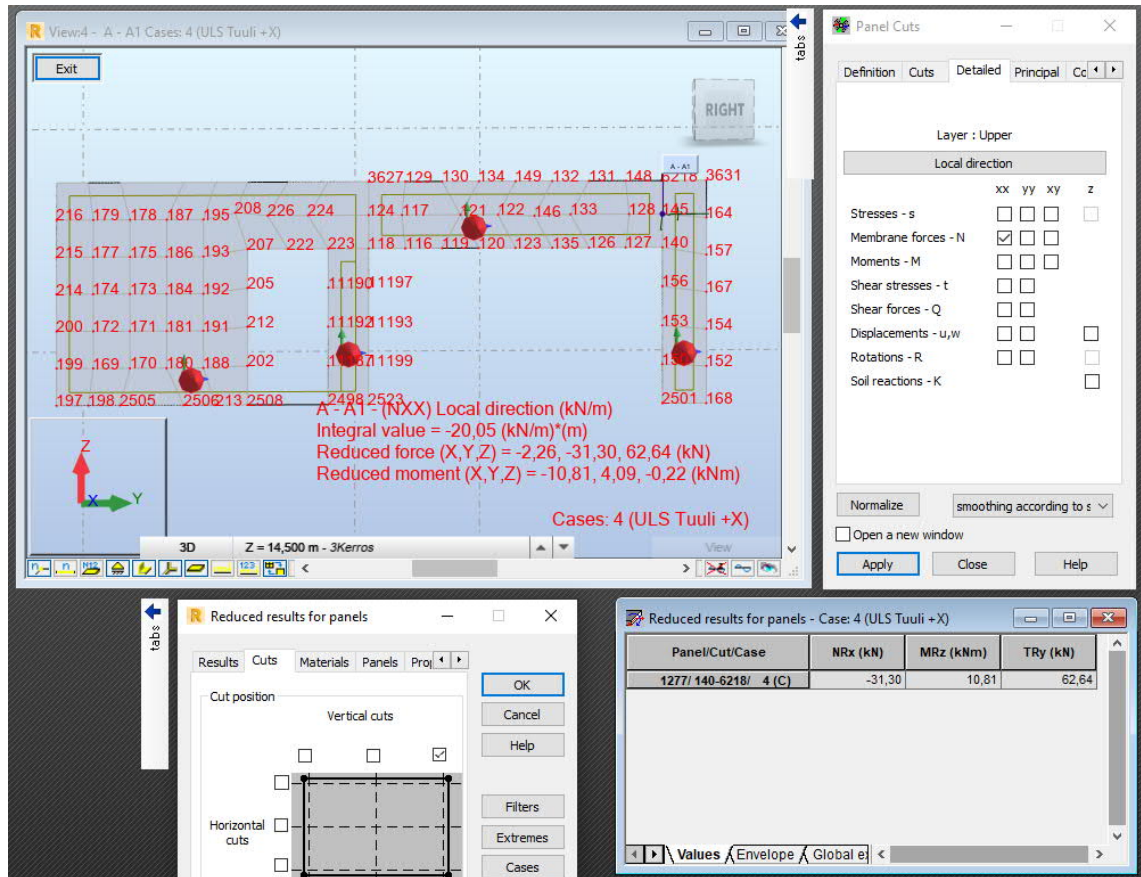 View:4 - A - A1 Cases: 4 (ULS Tuuli +X)
Exit
RIGHT
A - A1
3627 129 130 134 149 132 131 148 6218 3631
216 179 178 187 195 208 226 224 124 117 121 122 146 133 128 145 164
215 177 175 186 193 207 222 223 118 116 119 120 123 135 126 127 140 157
214 174 173 184 192 205 11190 11197 156 167
200 172 171 181 191 212 11192 11193 153 154
199 169 170 180 188 202 11199 152
197 198 2505 2506 213 2508 2498 2523 2501 168
A - A1 - (NXX) Local direction (kN/m)
Integral value = -20,05 (kN/m)*(m)
Reduced force (X,Y,Z) = -2,26, -31,30, 62,64 (kN)
Reduced moment (X,Y,Z) = -10,81, 4,09, -0,22 (kNm)
Cases: 4 (ULS Tuuli +X)
Z
X
Y
3D Z = 14,500 m - 3Kerros View
tabs
Panel Cuts
Definition Cuts Detailed Principal Cc
Layer : Upper
Local direction
xx yy xy z
Stresses - s
Membrane forces - N
Moments - M
Shear stresses - t
Shear forces - Q
Displacements - u,w
Rotations - R
Soil reactions - K
Normalize
smoothing according to s
Open a new window
Apply Close Help
tabs
Reduced results for panels
Results Cuts Materials Panels
Cut position
Vertical cuts
Horizontal
cuts
OK
Cancel
Help
Filters
Extremes
Cases
Reduced results for panels - Case: 4 (ULS Tuuli +X)
Panel/Cut/Case NRx (kN) MRz (kNm) TRy (kN)
1277/ 140-6218/ 4 (C) -31,30 10,81 62,64
Values Envelope Global e